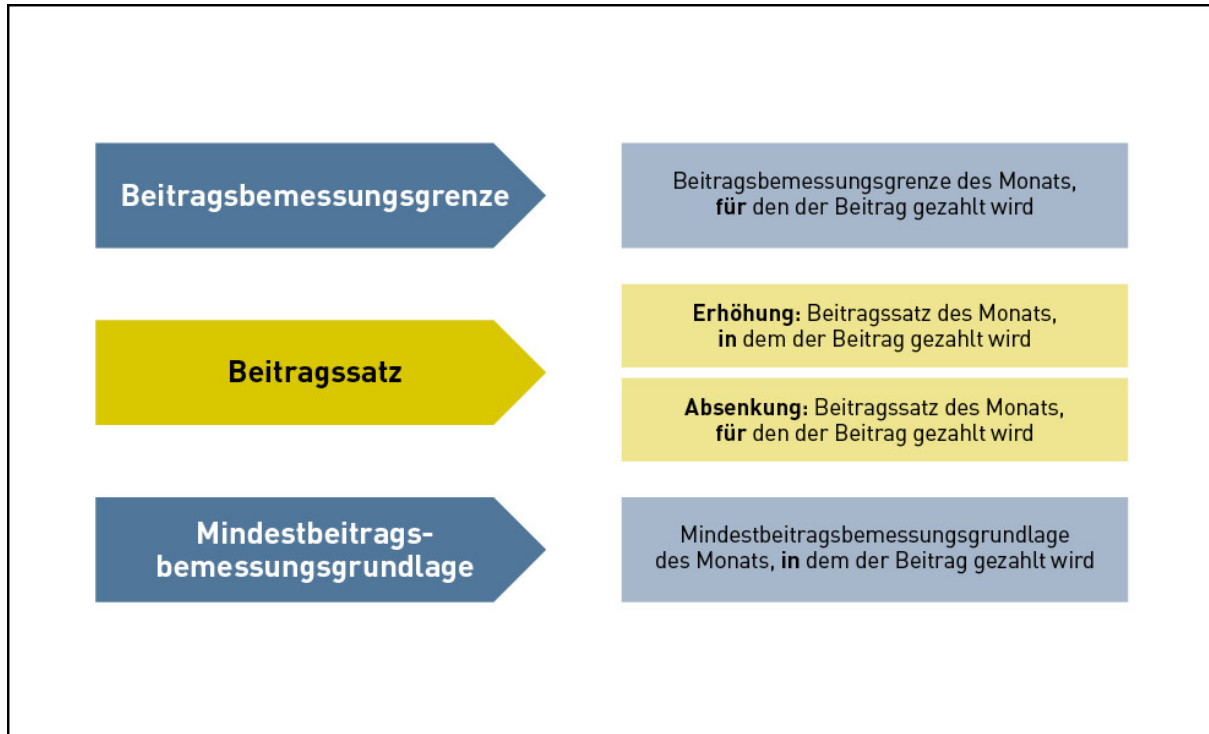 Beitragsbemessungsgrenze
Beitragsbemessungsgrenze des Monats,
für den der Beitrag gezahlt wird
Beitragssatz
Erhöhung: Beitragssatz des Monats,
in dem der Beitrag gezahlt wird
Absenkung: Beitragssatz des Monats,
für den der Beitrag gezahlt wird
Mindestbeitrags-
bemessungsgrundlage
Mindestbeitragsbemessungsgrundlage
des Monats, in dem der Beitrag gezahlt wird